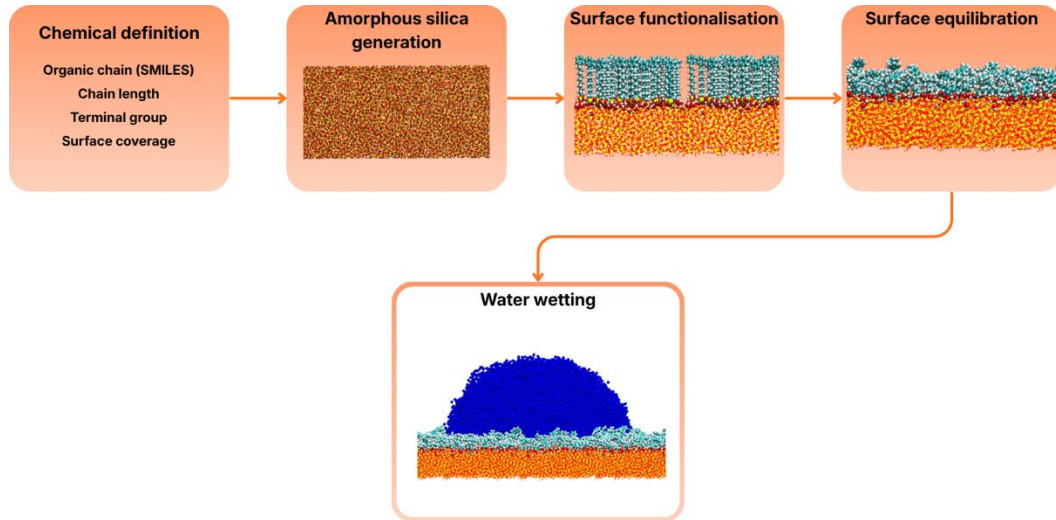 Chemical definition
Organic chain (SMILES)
Chain length
Terminal group
Surface coverage
Amorphous silica
generation
Surface functionalisation
Surface equilibration
Water wetting